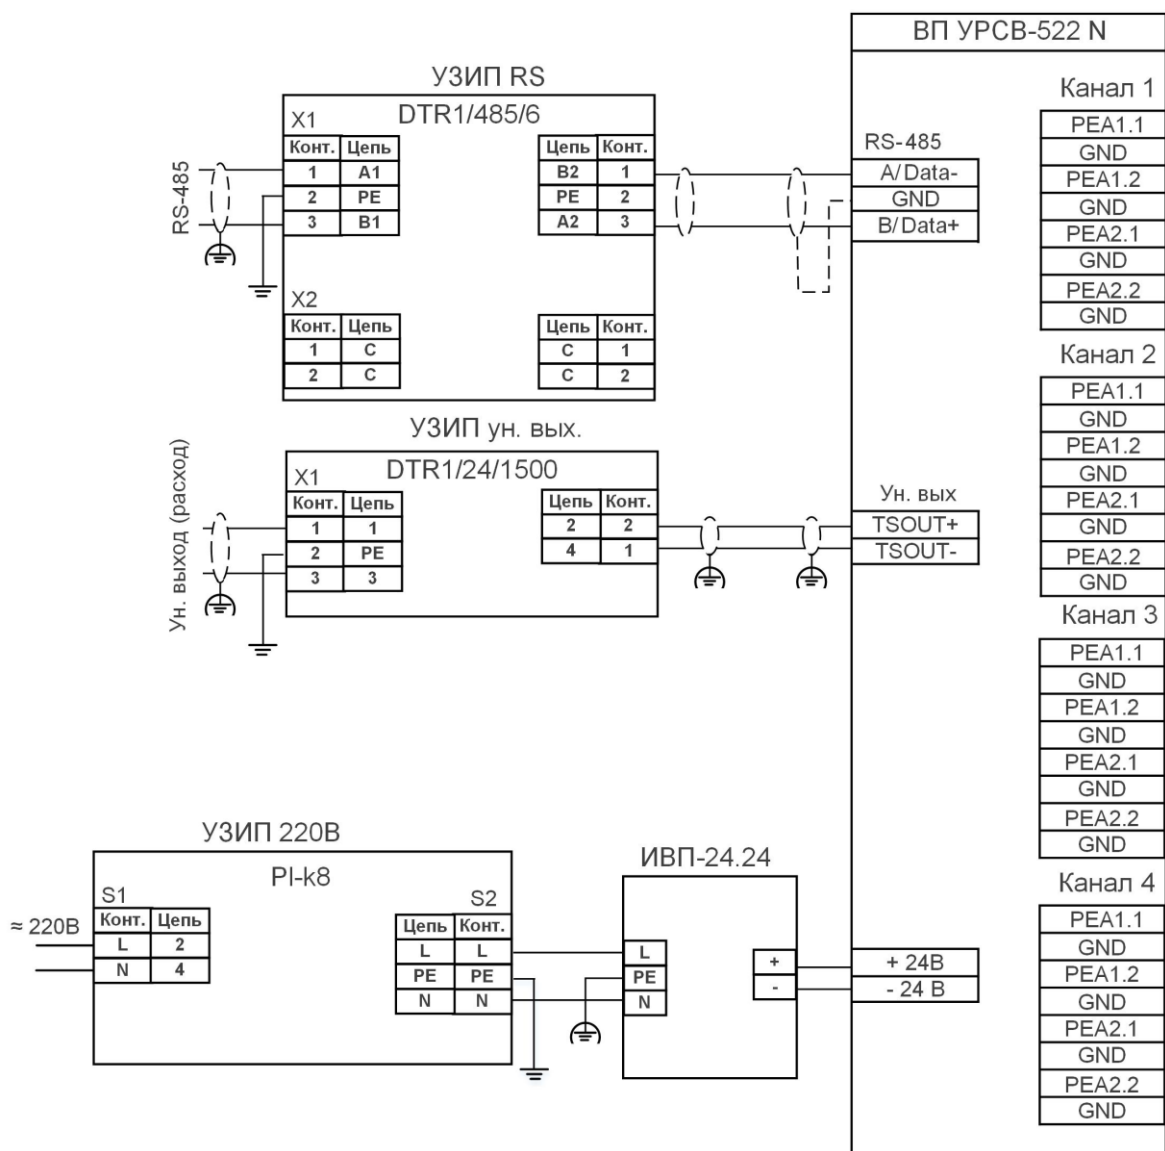 ВП УРСВ-522 N
УЗИП RS
DTR1/485/6
X1
Конт. Цепь
1 A1
2 PE
3 B1
Цепь Конт.
B2 1
PE 2
A2 3
RS-485
X2
Конт. Цепь
1 C
2 C
Цепь Конт.
C 1
C 2
RS-485
A/Data-
GND
B/Data+
УЗИП ун. вых.
DTR1/24/1500
X1
Конт. Цепь
1 1
2 PE
3 3
Цепь Конт.
2 2
4 1
Ун. выход (расход)
Ун. вых
TSOUT+
TSOUT-
УЗИП 220В
PI-k8
S1
Конт. Цепь
L 2
N 4
≈ 220В
S2
Цепь Конт.
L L
PE PE
N N
ИВП-24.24
L
PE
N
+
-
+ 24В
- 24 В
Канал 1
PEA1.1
GND
PEA1.2
GND
PEA2.1
GND
PEA2.2
GND
Канал 2
PEA1.1
GND
PEA1.2
GND
PEA2.1
GND
PEA2.2
GND
Канал 3
PEA1.1
GND
PEA1.2
GND
PEA2.1
GND
PEA2.2
GND
Канал 4
PEA1.1
GND
PEA1.2
GND
PEA2.1
GND
PEA2.2
GND